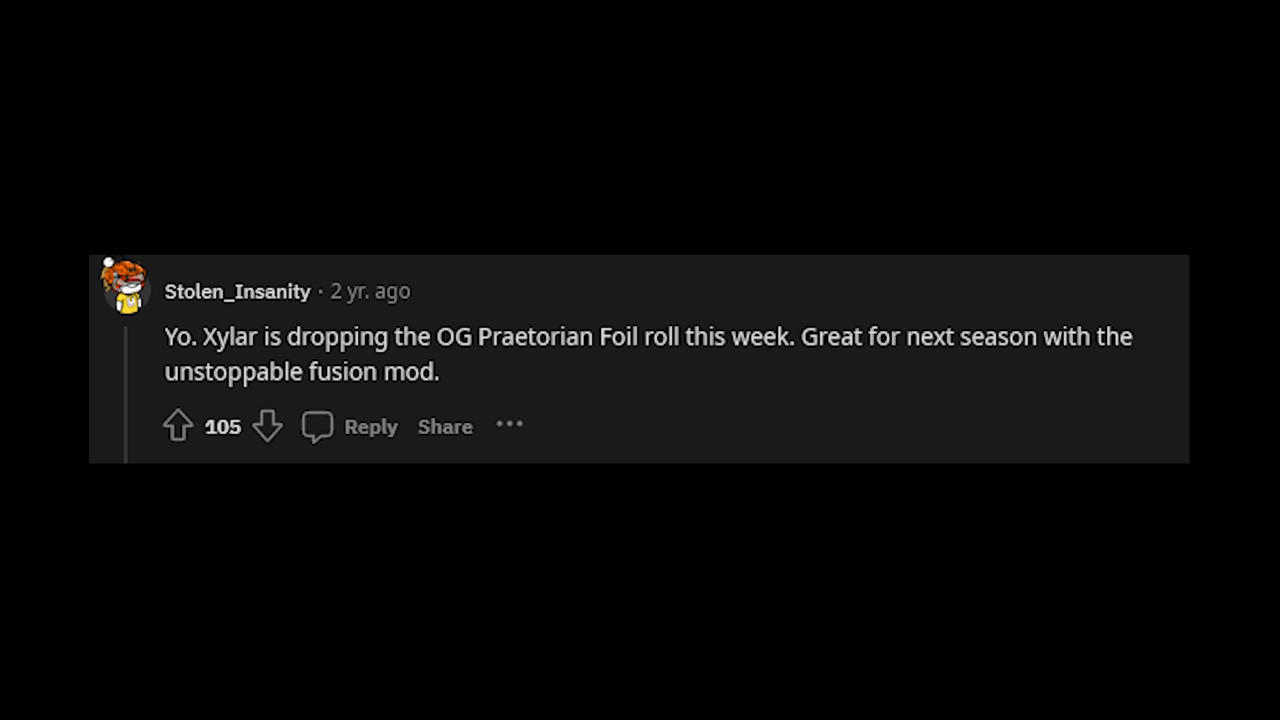 Stolen_Insanity · 2 yr. ago
Yo. Xylar is dropping the OG Praetorian Foil roll this week. Great for next season with the
unstoppable fusion mod.
105 Reply Share ···